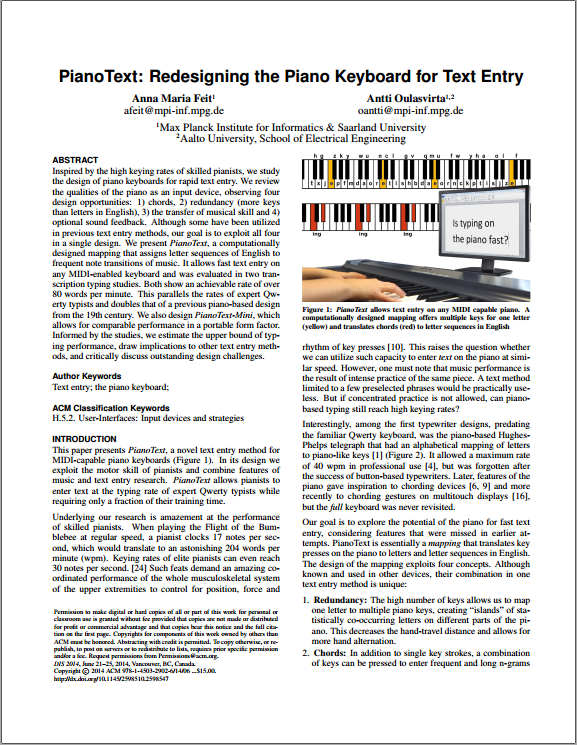 PianoText: Redesigning the Piano Keyboard for Text Entry
Anna Maria Feit¹
afeit@mpi-inf.mpg.de
Antti Oulasvirta¹,²
oantti@mpi-inf.mpg.de
¹Max Planck Institute for Informatics & Saarland University
²Aalto University, School of Electrical Engineering
ABSTRACT
Inspired by the high keying rates of skilled pianists, we study
the design of piano keyboards for rapid text entry. We review
the qualities of the piano as an input device, observing four
design opportunities: 1) chords, 2) redundancy (more keys
than letters in English), 3) the transfer of musical skill and 4)
optional sound feedback. Although some have been utilized
in previous text entry methods, our goal is to exploit all four
in a single design. We present PianoText, a computationally
designed mapping that assigns letter sequences of English to
frequent note transitions of music. It allows fast text entry on
any MIDI-enabled keyboard and was evaluated in two tran-
scription typing studies. Both show an achievable rate of over
80 words per minute. This parallels the rates of expert Qw-
erty typists and doubles that of a previous piano-based design
from the 19th century. We also design PianoText-Mini, which
allows for comparable performance in a portable form factor.
Informed by the studies, we estimate the upper bound of typ-
ing performance, draw implications to other text entry meth-
ods, and critically discuss outstanding design challenges.
Author Keywords
Text entry; the piano keyboard;
ACM Classification Keywords
H.5.2. User-Interfaces: Input devices and strategies
INTRODUCTION
This paper presents PianoText, a novel text entry method for
MIDI-capable piano keyboards (Figure 1). In its design we
exploit the motor skill of pianists and combine features of
music and text entry research. PianoText allows pianists to
enter text at the typing rate of expert Qwerty typists while
requiring only a fraction of their training time.
Underlying our research is amazement at the performance
of skilled pianists. When playing the Flight of the Bum-
blebee at regular speed, a pianist clocks 17 notes per sec-
ond, which would translate to an astonishing 204 words per
minute (wpm). Keying rates of elite pianists can even reach
30 notes per second. [24] Such feats demand an amazing co-
ordinated performance of the whole musculoskeletal system
of the upper extremities to control for position, force and
Permission to make digital or hard copies of all or part of this work for personal or
classroom use is granted without fee provided that copies are not made or distributed
for profit or commercial advantage and that copies bear this notice and the full cita-
tion on the first page. Copyrights for components of this work owned by others than
ACM must be honored. Abstracting with credit is permitted. To copy otherwise, or re-
publish, to post on servers or to redistribute to lists, requires prior specific permission
and/or a fee. Request permissions from Permissions@acm.org.
DIS 2014, June 21–25, 2014, Vancouver, BC, Canada.
Copyright © 2014 ACM 978-1-4503-2902-6/14/06 ...$15.00.
http://dx.doi.org/10.1145/2598510.2598547
ing ing ing
Is typing on
the piano fast?
Figure 1: PianoText allows text entry on any MIDI capable piano. A
computationally designed mapping offers multiple keys for one letter
(yellow) and translates chords (red) to letter sequences in English
rhythm of key presses [10]. This raises the question whether
we can utilize such capacity to enter text on the piano at simi-
lar speed. However, one must note that music performance is
the result of intense practice of the same piece. A text method
limited to a few preselected phrases would be practically use-
less. But if concentrated practice is not allowed, can piano-
based typing still reach high keying rates?
Interestingly, among the first typewriter designs, predating
the familiar Qwerty keyboard, was the piano-based Hughes-
Phelps telegraph that had an alphabetical mapping of letters
to piano-like keys [1] (Figure 2). It allowed a maximum rate
of 40 wpm in professional use [4], but was forgotten after
the success of button-based typewriters. Later, features of the
piano gave inspiration to chording devices [6, 9] and more
recently to chording gestures on multitouch displays [16],
but the full keyboard was never revisited.
Our goal is to explore the potential of the piano for fast text
entry, considering features that were missed in earlier at-
tempts. PianoText is essentially a mapping that translates key
presses on the piano to letters and letter sequences in English.
The design of the mapping exploits four concepts. Although
known and used in other devices, their combination in one
text entry method is unique:
1. Redundancy: The high number of keys allows us to map
one letter to multiple piano keys, creating “islands” of sta-
tistically co-occurring letters on different parts of the pi-
ano. This decreases the hand-travel distance and allows for
more hand alternation.
2. Chords: In addition to single key strokes, a combination
of keys can be pressed to enter frequent and long n-grams